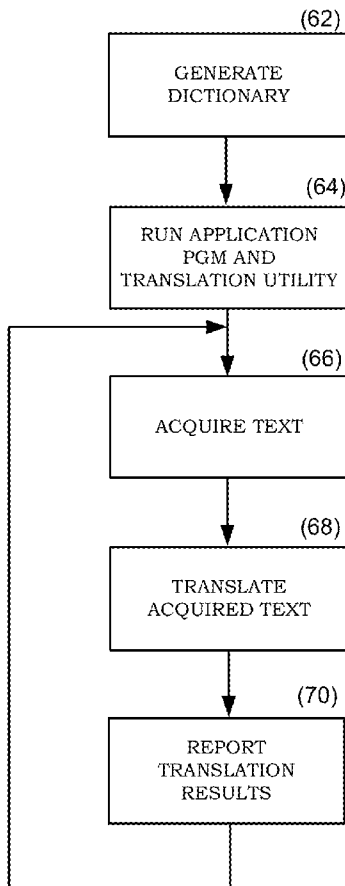 (62)
GENERATE
DICTIONARY
(64)
RUN APPLICATION
PGM AND
TRANSLATION UTILITY
(66)
ACQUIRE TEXT
(68)
TRANSLATE
ACQUIRED TEXT
(70)
REPORT
TRANSLATION
RESULTS